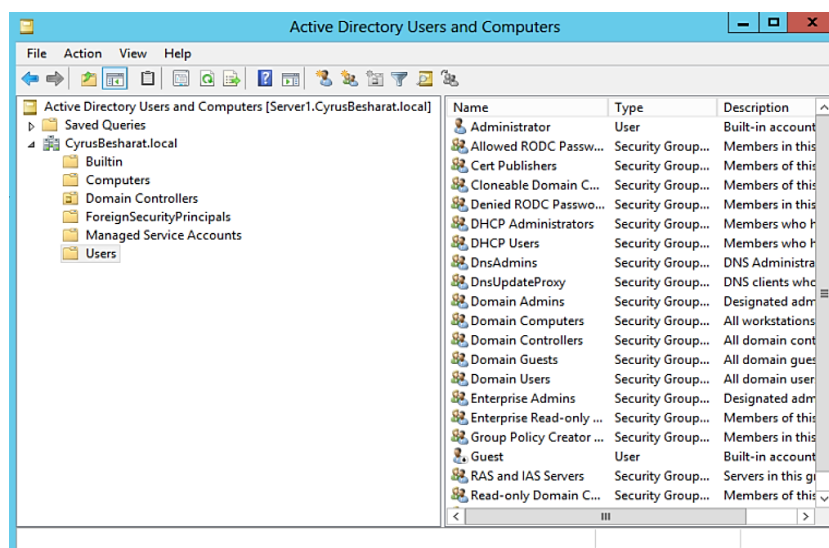 Active Directory Users and Computers
File Action View Help
Active Directory Users and Computers [Server1.CyrusBesharat.local]
Saved Queries
CyrusBesharat.local
Builtin
Computers
Domain Controllers
ForeignSecurityPrincipals
Managed Service Accounts
Users
Name Type Description
Administrator User Built-in account
Allowed RODC Passw... Security Group... Members in this
Cert Publishers Security Group... Members of this
Cloneable Domain C... Security Group... Members of this
Denied RODC Passwo... Security Group... Members in this
DHCP Administrators Security Group... Members who h
DHCP Users Security Group... Members who h
DnsAdmins Security Group... DNS Administra
DnsUpdateProxy Security Group... DNS clients who
Domain Admins Security Group... Designated adm
Domain Computers Security Group... All workstations
Domain Controllers Security Group... All domain cont
Domain Guests Security Group... All domain gues
Domain Users Security Group... All domain user
Enterprise Admins Security Group... Designated adm
Enterprise Read-only ... Security Group... Members of this
Group Policy Creator ... Security Group... Members in this
Guest User Built-in account
RAS and IAS Servers Security Group... Servers in this g
Read-only Domain C... Security Group... Members of this